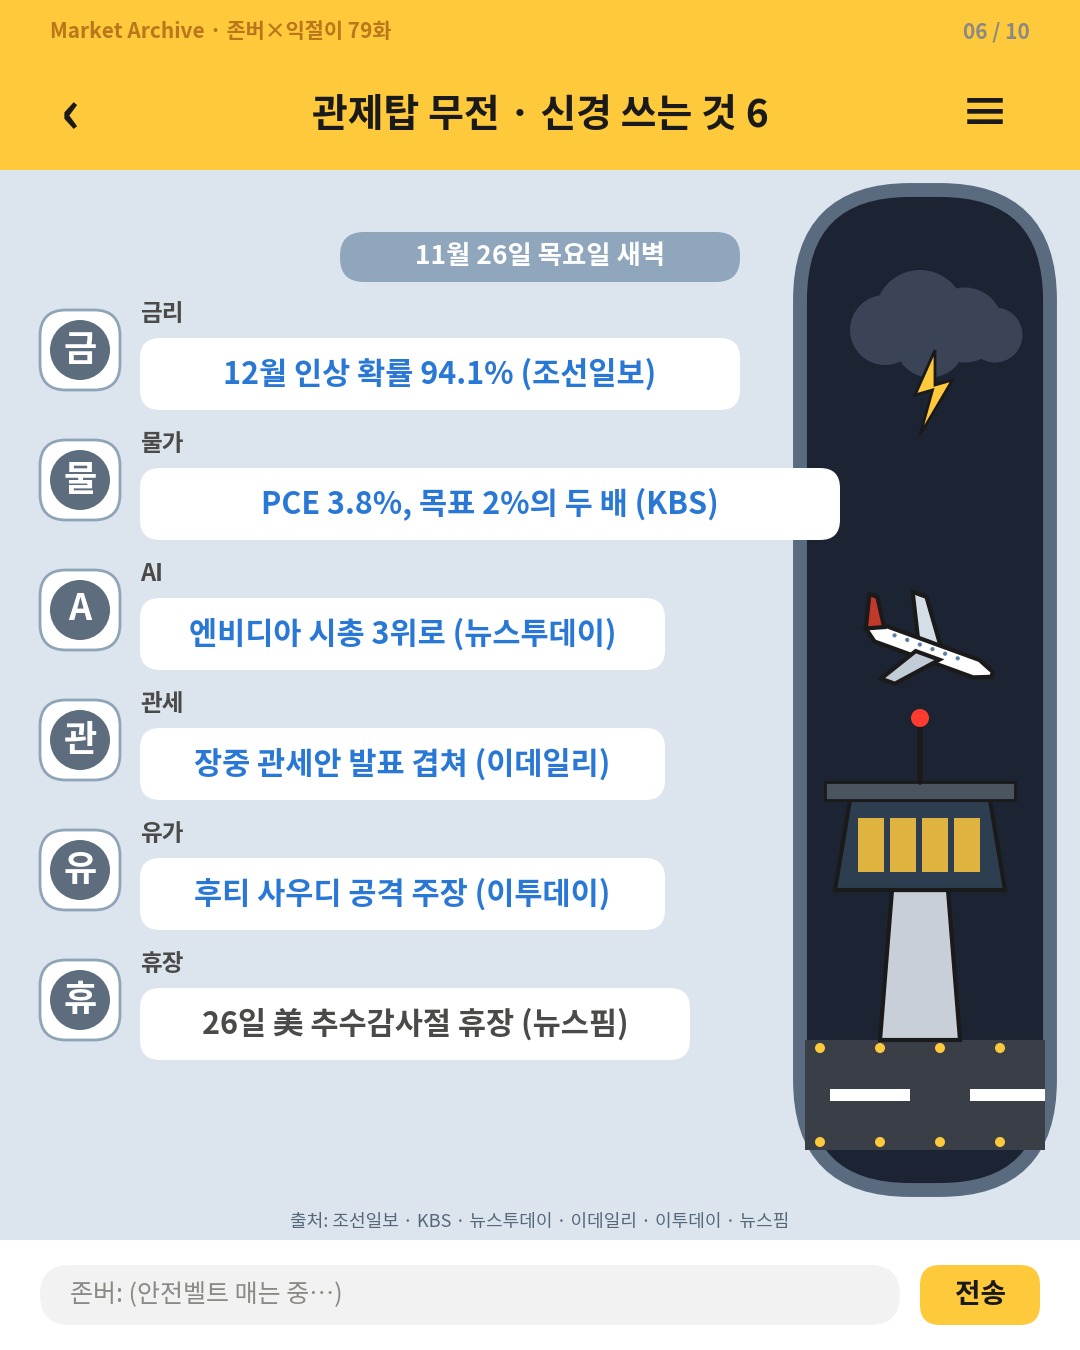 Market Archive · 존버×익절이 79화
06 / 10
‹
관제탑 무전 · 신경 쓰는 것 6
11월 26일 목요일 새벽
금
금리
12월 인상 확률 94.1% (조선일보)
물
물가
PCE 3.8%, 목표 2%의 두 배 (KBS)
A
AI
엔비디아 시총 3위로 (뉴스투데이)
관
관세
장중 관세안 발표 겹쳐 (이데일리)
유
유가
후티 사우디 공격 주장 (이투데이)
휴
휴장
26일 美 추수감사절 휴장 (뉴스핌)
출처: 조선일보 · KBS · 뉴스투데이 · 이데일리 · 이투데이 · 뉴스핌
존버: (안전벨트 매는 중…)
전송